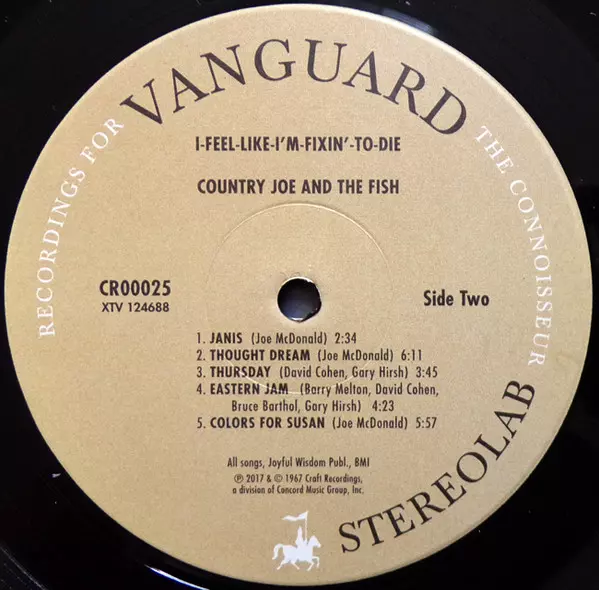 RECORDINGS FOR
VANGUARD
THE CONNOISSEUR
I-FEEL-LIKE-I'M-FIXIN'-TO-DIE
COUNTRY JOE AND THE FISH
CR00025
XTV 124688
Side Two
1. JANIS (Joe McDonald) 2:34
2. THOUGHT DREAM (Joe McDonald) 6:11
3. THURSDAY (David Cohen, Gary Hirsh) 3:45
4. EASTERN JAM (Barry Melton, David Cohen,
Bruce Barthol, Gary Hirsh) 4:23
5. COLORS FOR SUSAN (Joe McDonald) 5:57
All songs, Joyful Wisdom Publ., BMI
℗ 2017 & © 1967 Craft Recordings,
a division of Concord Music Group, Inc.
STEREOLAB